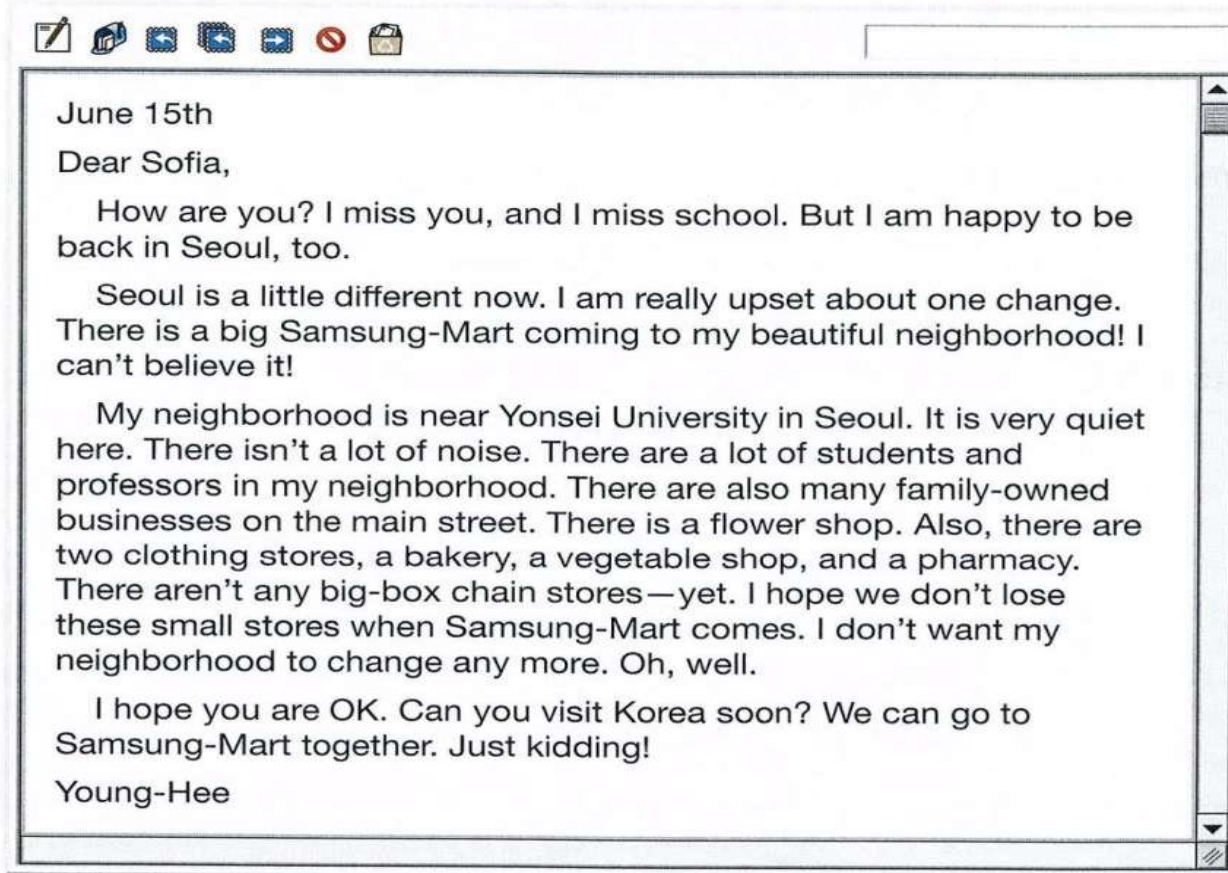 June 15th
Dear Sofia,
How are you? I miss you, and I miss school. But I am happy to be
back in Seoul, too.
Seoul is a little different now. I am really upset about one change.
There is a big Samsung-Mart coming to my beautiful neighborhood! I
can't believe it!
My neighborhood is near Yonsei University in Seoul. It is very quiet
here. There isn't a lot of noise. There are a lot of students and
professors in my neighborhood. There are also many family-owned
businesses on the main street. There is a flower shop. Also, there are
two clothing stores, a bakery, a vegetable shop, and a pharmacy.
There aren't any big-box chain stores—yet. I hope we don't lose
these small stores when Samsung-Mart comes. I don't want my
neighborhood to change any more. Oh, well.
I hope you are OK. Can you visit Korea soon? We can go to
Samsung-Mart together. Just kidding!
Young-Hee